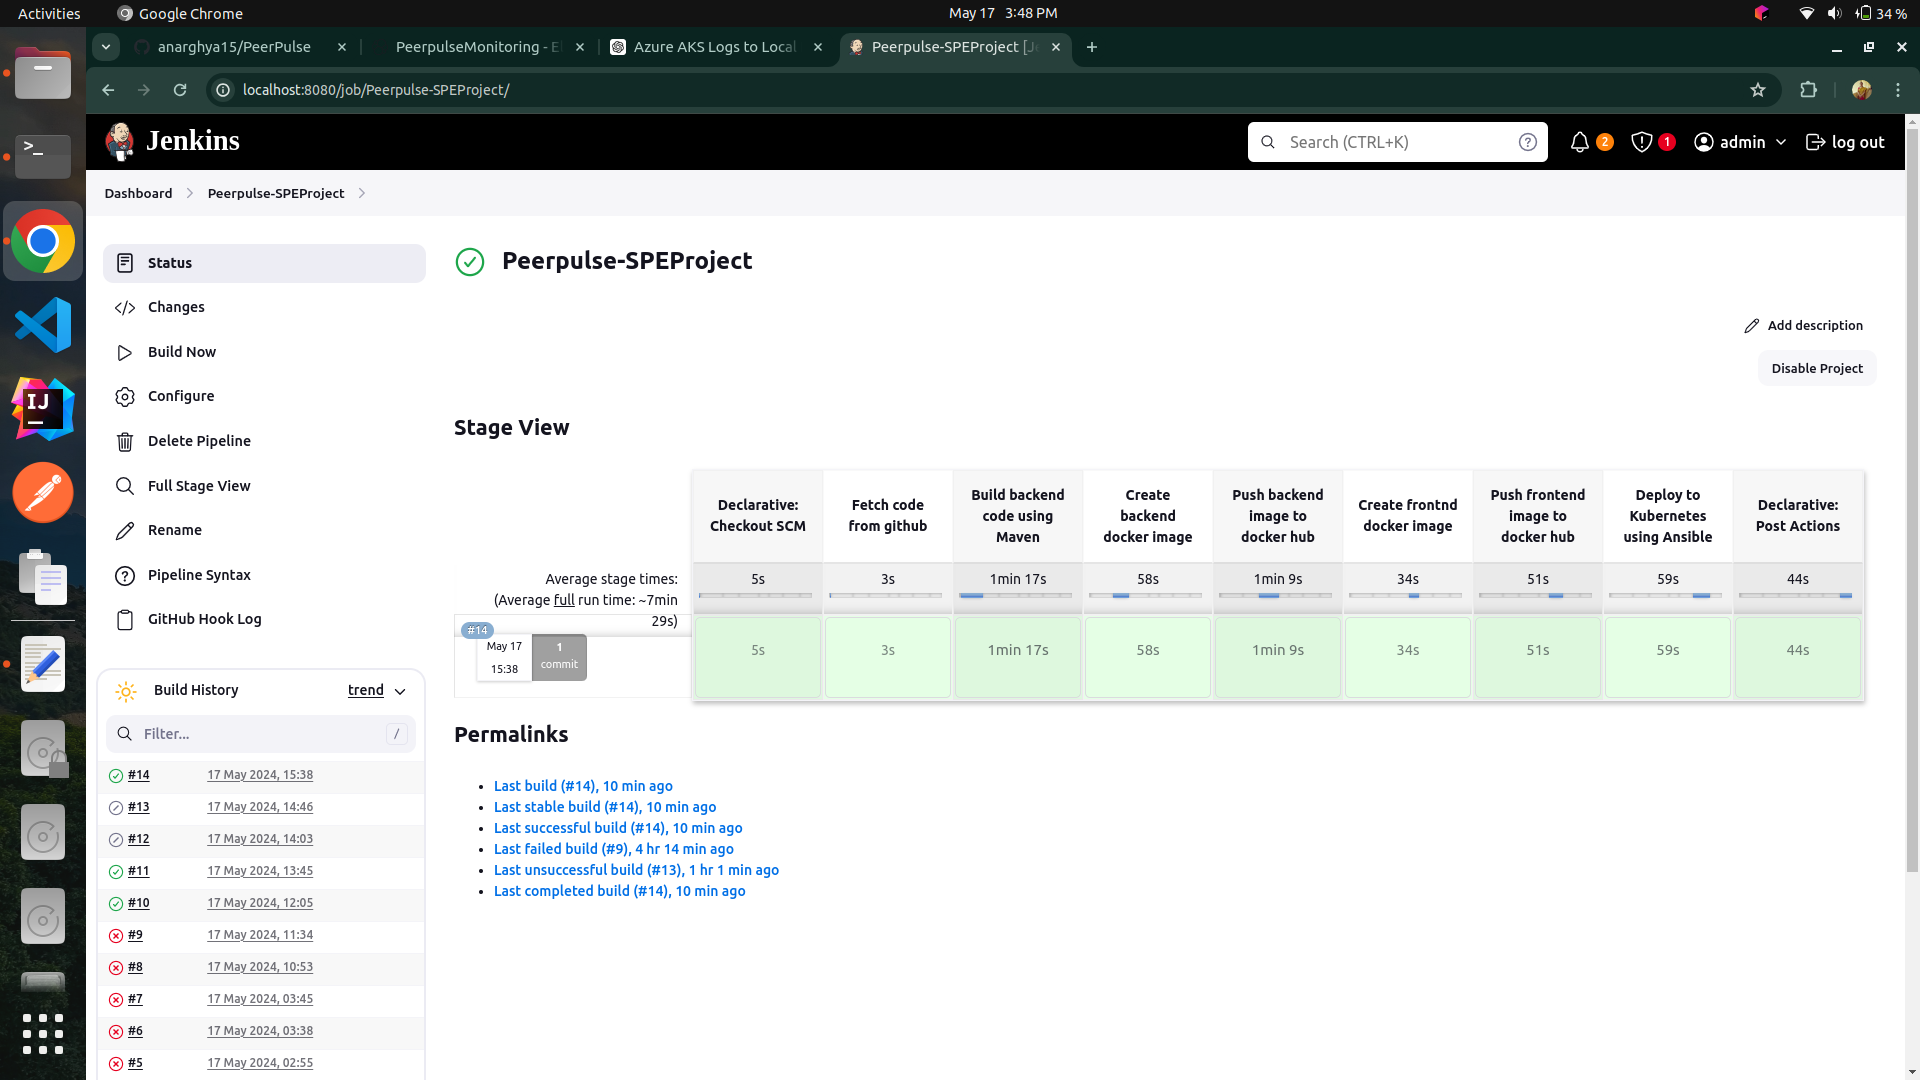 Activities
Google Chrome
May 17 3:48 PM
34 %
anarghya15/PeerPulse
PeerpulseMonitoring - El
Azure AKS Logs to Local
Peerpulse-SPEProject [Je
localhost:8080/job/Peerpulse-SPEProject/
Jenkins
Search (CTRL+K)
2
1
admin
log out
Dashboard
Peerpulse-SPEProject
Status
Changes
Build Now
Configure
Delete Pipeline
Full Stage View
Rename
Pipeline Syntax
GitHub Hook Log
Build History
trend
Filter...
/
#14 17 May 2024, 15:38
#13 17 May 2024, 14:46
#12 17 May 2024, 14:03
#11 17 May 2024, 13:45
#10 17 May 2024, 12:05
#9 17 May 2024, 11:34
#8 17 May 2024, 10:53
#7 17 May 2024, 03:45
#6 17 May 2024, 03:38
#5 17 May 2024, 02:55
Peerpulse-SPEProject
Add description
Disable Project
Stage View
Declarative:
Checkout SCM
Fetch code
from github
Build backend
code using
Maven
Create
backend
docker image
Push backend
image to
docker hub
Create frontnd
docker image
Push frontend
image to
docker hub
Deploy to
Kubernetes
using Ansible
Declarative:
Post Actions
Average stage times:
(Average full run time: ~7min
29s)
5s 3s 1min 17s 58s 1min 9s 34s 51s 59s 44s
#14
May 17
15:38
1
commit
5s 3s 1min 17s 58s 1min 9s 34s 51s 59s 44s
Permalinks
Last build (#14), 10 min ago
Last stable build (#14), 10 min ago
Last successful build (#14), 10 min ago
Last failed build (#9), 4 hr 14 min ago
Last unsuccessful build (#13), 1 hr 1 min ago
Last completed build (#14), 10 min ago
IJ